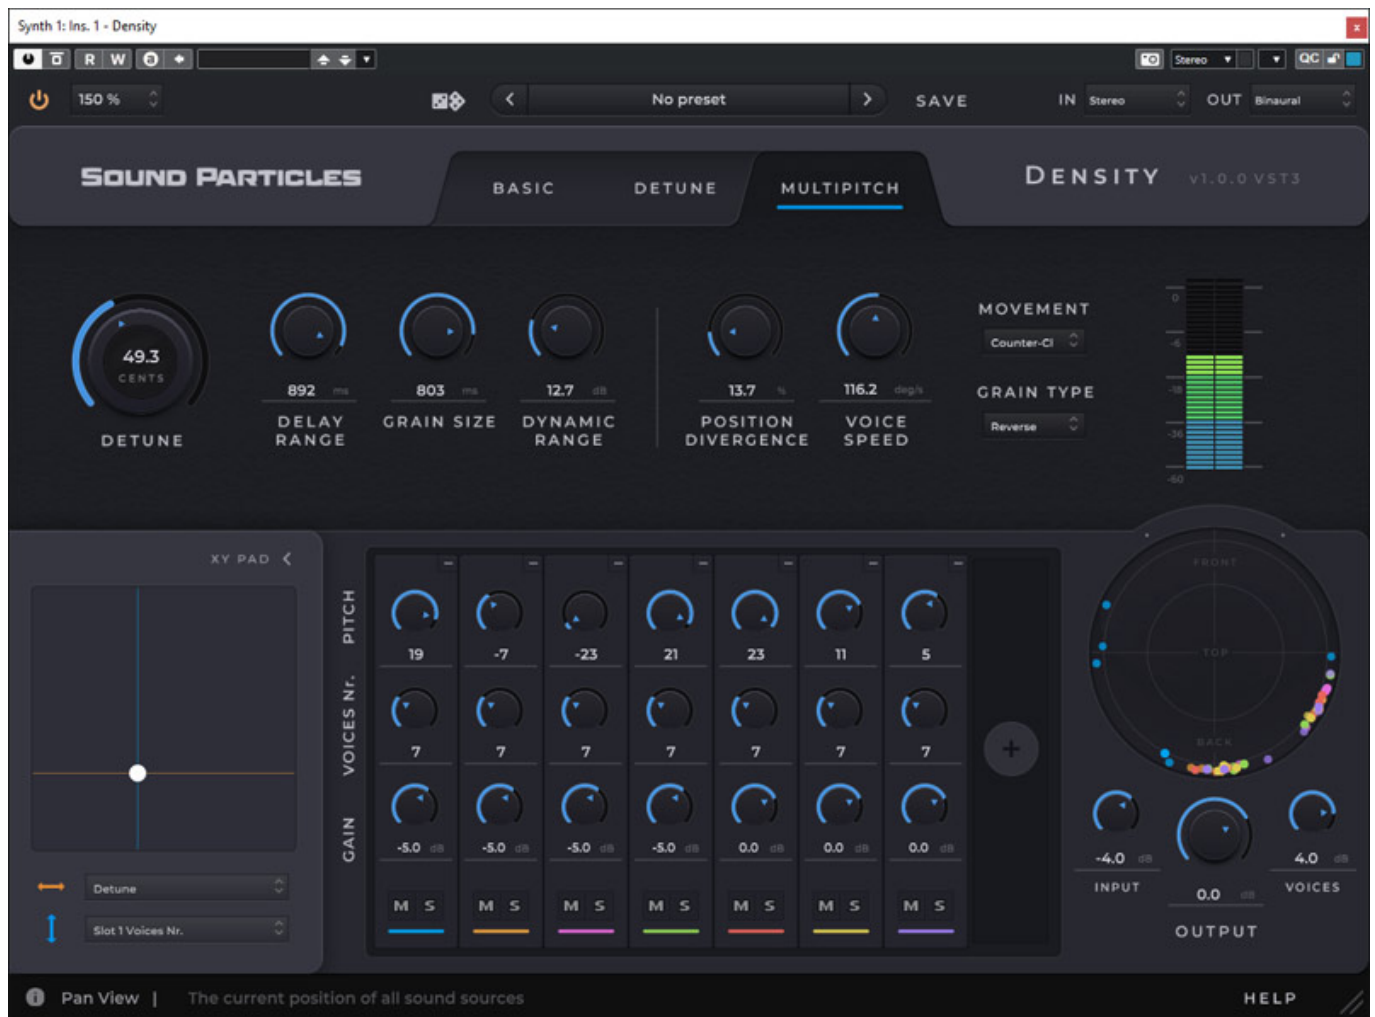 Synth 1: Ins. 1 - Density
x
R W a
Stereo
QC
150 %
No preset
SAVE
IN Stereo
OUT Binaural
SOUND PARTICLES
BASIC
DETUNE
MULTIPITCH
DENSITY v1.0.0 VST3
49.3
CENTS
DETUNE
892 ms
DELAY
RANGE
803 ms
GRAIN SIZE
12.7 dB
DYNAMIC
RANGE
13.7 %
POSITION
DIVERGENCE
116.2 deg/s
VOICE
SPEED
MOVEMENT
Counter-Cl
GRAIN TYPE
Reverse
0
-6
-18
-36
-60
XY PAD
Detune
Slot 1 Voices Nr.
PITCH
19 -7 -23 21 23 11 5
VOICES Nr.
7 7 7 7 7 7 7
GAIN
-5.0 dB -5.0 dB -5.0 dB -5.0 dB 0.0 dB 0.0 dB 0.0 dB
M S M S M S M S M S M S M S
+
FRONT
TOP
BACK
-4.0 dB
INPUT
0.0 dB
OUTPUT
4.0 dB
VOICES
Pan View | The current position of all sound sources
HELP